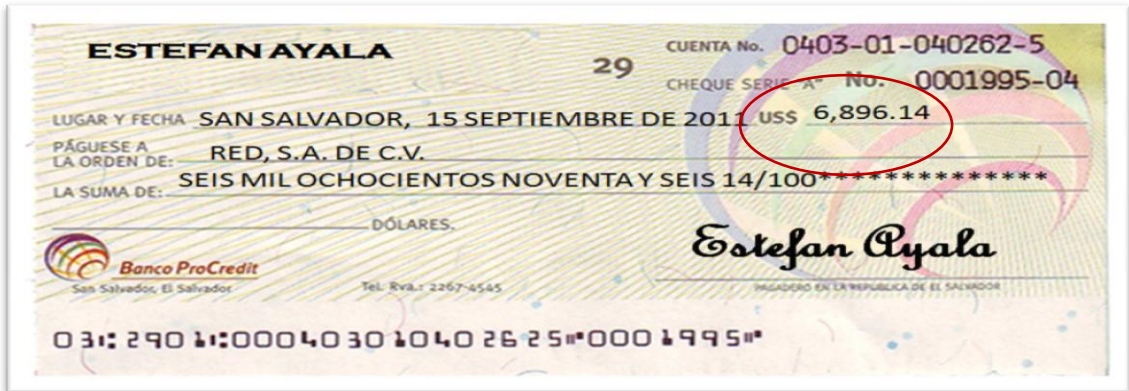 ESTEFAN AYALA
29
CUENTA No. 0403-01-040262-5
CHEQUE SERIE "A" No. 0001995-04
LUGAR Y FECHA SAN SALVADOR, 15 SEPTIEMBRE DE 2011 US$ 6,896.14
PÁGUESE A
LA ORDEN DE: RED, S.A. DE C.V.
LA SUMA DE: SEIS MIL OCHOCIENTOS NOVENTA Y SEIS 14/100**************
DÓLARES.
Estefan Ayala
Banco ProCredit
San Salvador, El Salvador Tel. Rva.: 2267-4545 PAGADERO EN LA REPUBLICA DE EL SALVADOR
03⑆2901⑆000403010402625⑈0001995⑈